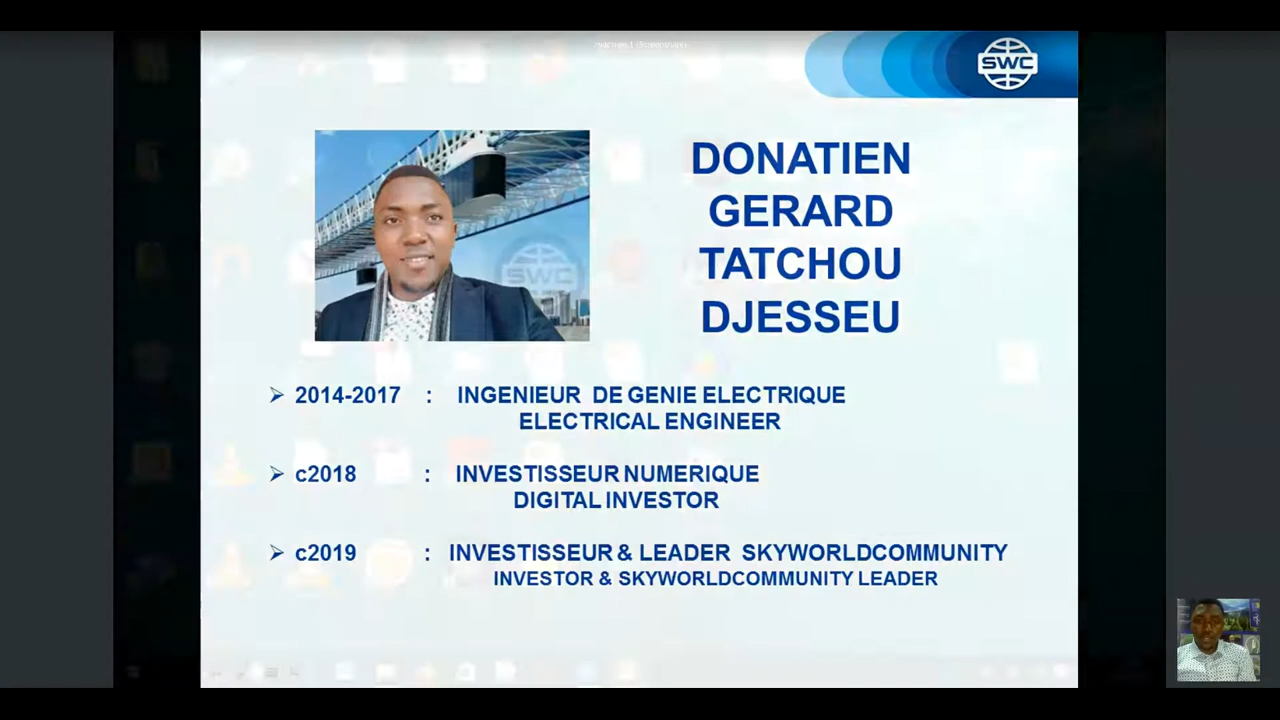 SWC
DONATIEN
GERARD
TATCHOU
DJESSEU
SWC
➢ 2014-2017 : INGENIEUR DE GENIE ELECTRIQUE
ELECTRICAL ENGINEER
➢ c2018 : INVESTISSEUR NUMERIQUE
DIGITAL INVESTOR
➢ c2019 : INVESTISSEUR & LEADER SKYWORLDCOMMUNITY
INVESTOR & SKYWORLDCOMMUNITY LEADER